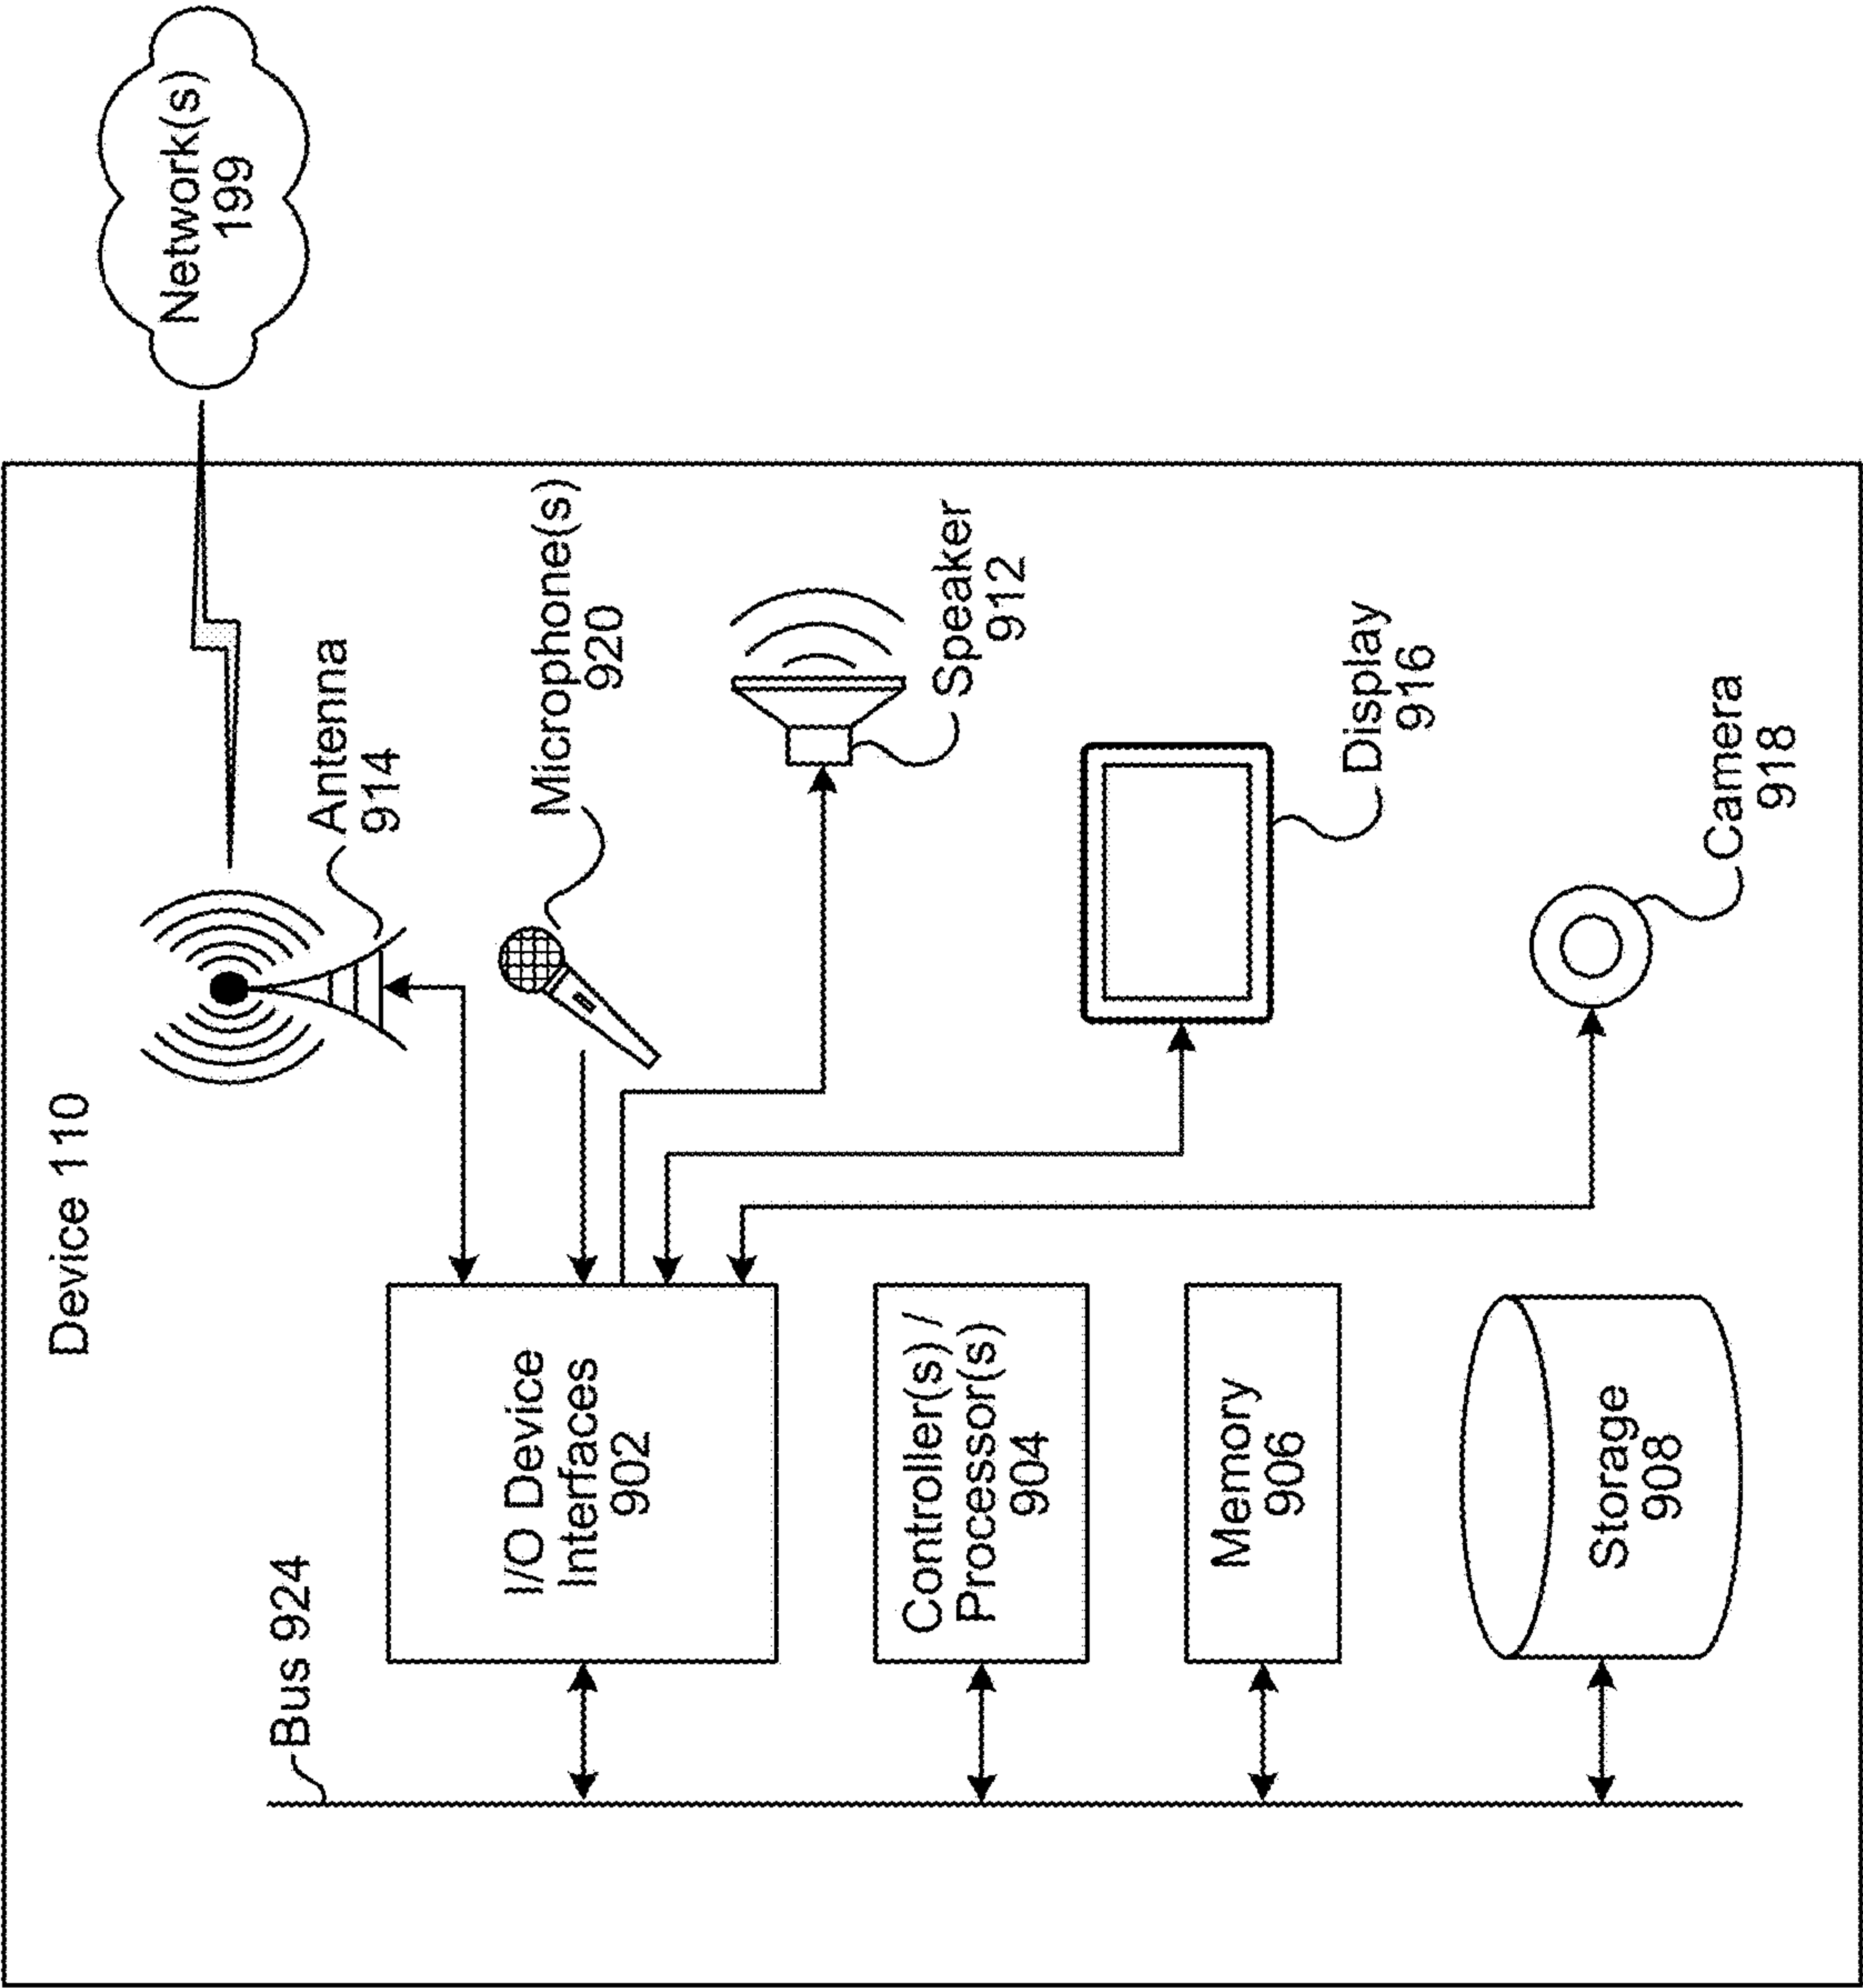 Device 110
Network(s)
199
Bus 924
I/O Device
Interfaces
902
Antenna
914
Microphone(s)
920
Speaker
912
Controller(s) /
Processor(s)
904
Display
916
Memory
906
Storage
908
Camera
918